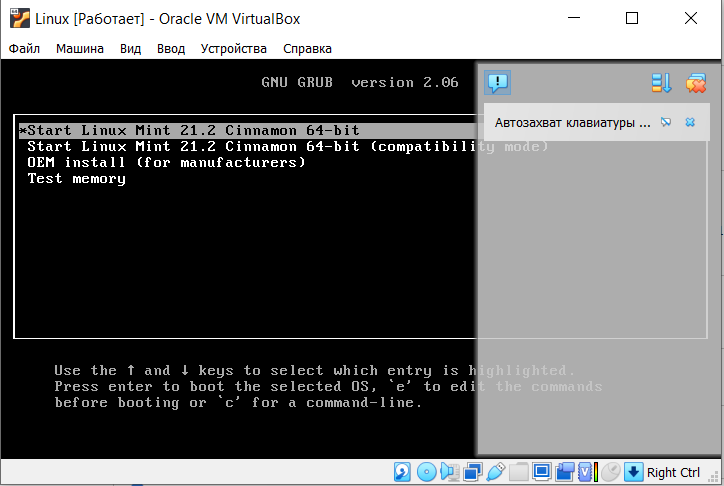 Linux [Работает] - Oracle VM VirtualBox
Файл Машина Вид Ввод Устройства Справка
GNU GRUB version 2.06
Автозахват клавиатуры ...
*Start Linux Mint 21.2 Cinnamon 64-bit
Start Linux Mint 21.2 Cinnamon 64-bit (compatibility mode)
OEM install (for manufacturers)
Test memory
Use the ↑ and ↓ keys to select which entry is highlighted.
Press enter to boot the selected OS, `e' to edit the commands
before booting or `c' for a command-line.
Right Ctrl